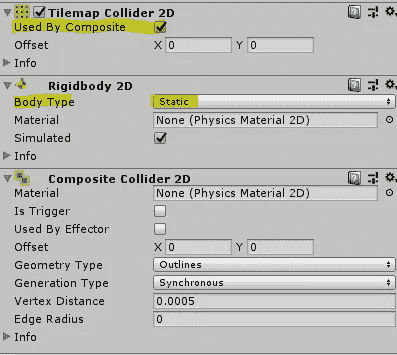 Tilemap Collider 2D
Used By Composite
Offset X 0 Y 0
Info
Rigidbody 2D
Body Type Static
Material None (Physics Material 2D)
Simulated
Info
Composite Collider 2D
Material None (Physics Material 2D)
Is Trigger
Used By Effector
Offset X 0 Y 0
Geometry Type Outlines
Generation Type Synchronous
Vertex Distance 0.0005
Edge Radius 0
Info